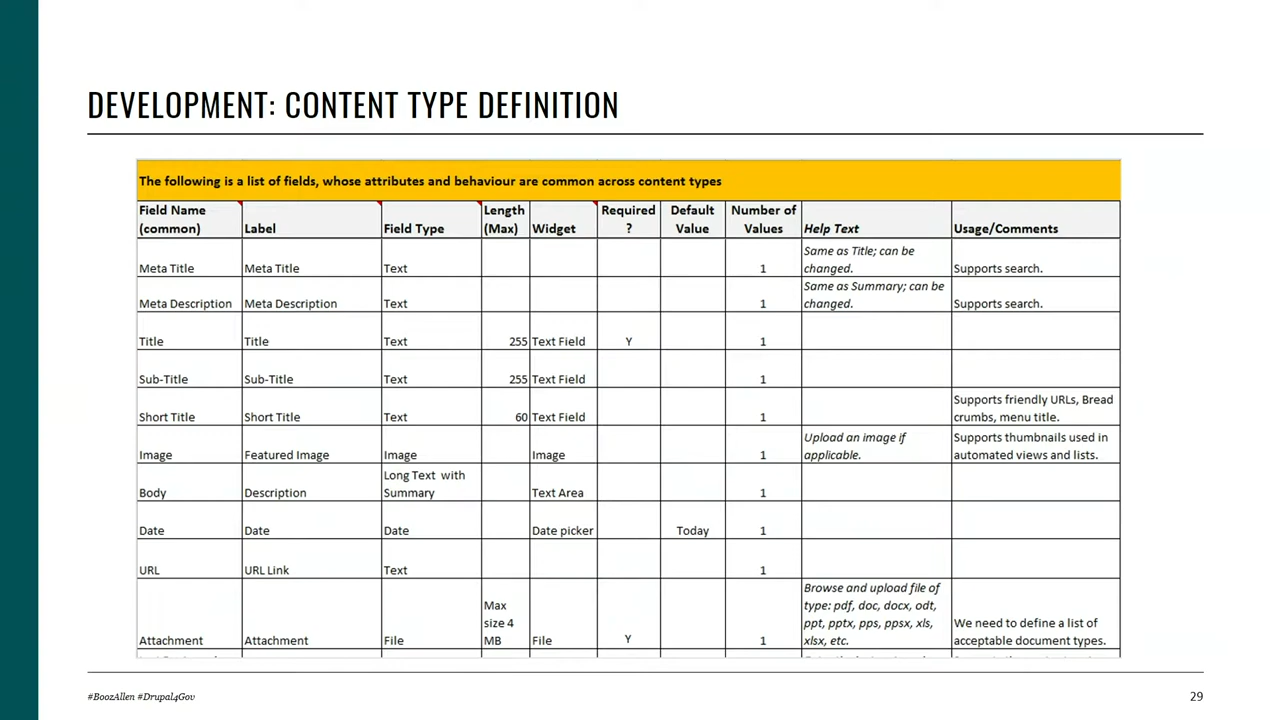 DEVELOPMENT: CONTENT TYPE DEFINITION
The following is a list of fields, whose attributes and behaviour are common across content types
Field Name (common) Label Field Type Length (Max) Widget Required ? Default Value Number of Values Help Text Usage/Comments
Meta Title Meta Title Text 1 Same as Title; can be changed. Supports search.
Meta Description Meta Description Text 1 Same as Summary; can be changed. Supports search.
Title Title Text 255 Text Field Y 1
Sub-Title Sub-Title Text 255 Text Field 1
Short Title Short Title Text 60 Text Field 1 Supports friendly URLs, Bread crumbs, menu title.
Image Featured Image Image Image 1 Upload an image if applicable. Supports thumbnails used in automated views and lists.
Body Description Long Text with Summary Text Area 1
Date Date Date Date picker Today 1
URL URL Link Text 1
Attachment Attachment File Max size 4 MB File Y 1 Browse and upload file of type: pdf, doc, docx, odt, ppt, pptx, pps, ppsx, xls, xlsx, etc. We need to define a list of acceptable document types.
#BoozAllen #Drupal4Gov
29